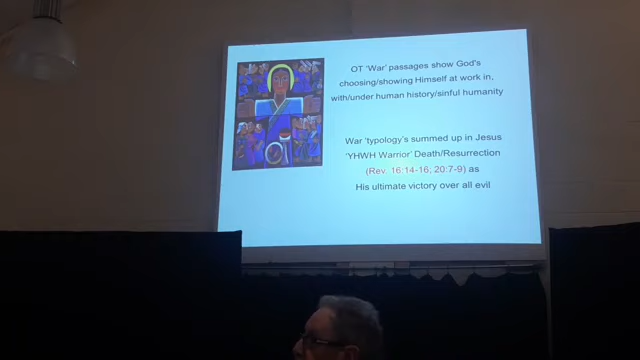 OT 'War' passages show God's
choosing/showing Himself at work in,
with/under human history/sinful humanity
War 'typology's summed up in Jesus
'YHWH Warrior' Death/Resurrection
(Rev. 16:14-16; 20:7-9) as
His ultimate victory over all evil